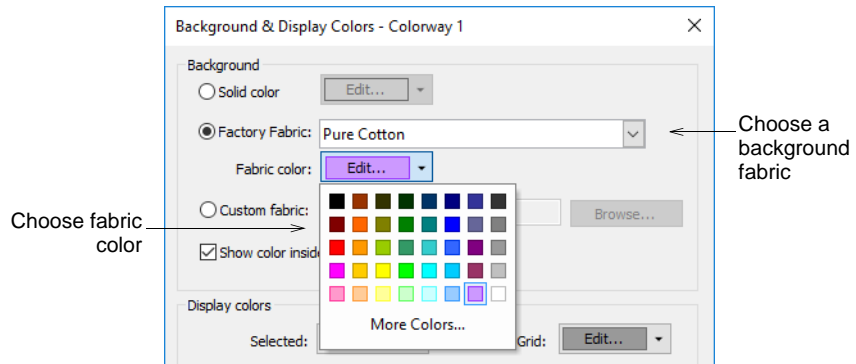 Background & Display Colors - Colorway 1
Background
Solid color
Edit...
Factory Fabric:
Pure Cotton
Choose a
background
fabric
Fabric color:
Edit...
Choose fabric
color
Custom fabric:
Browse...
Show color inside
More Colors...
Display colors
Selected:
Grid:
Edit...